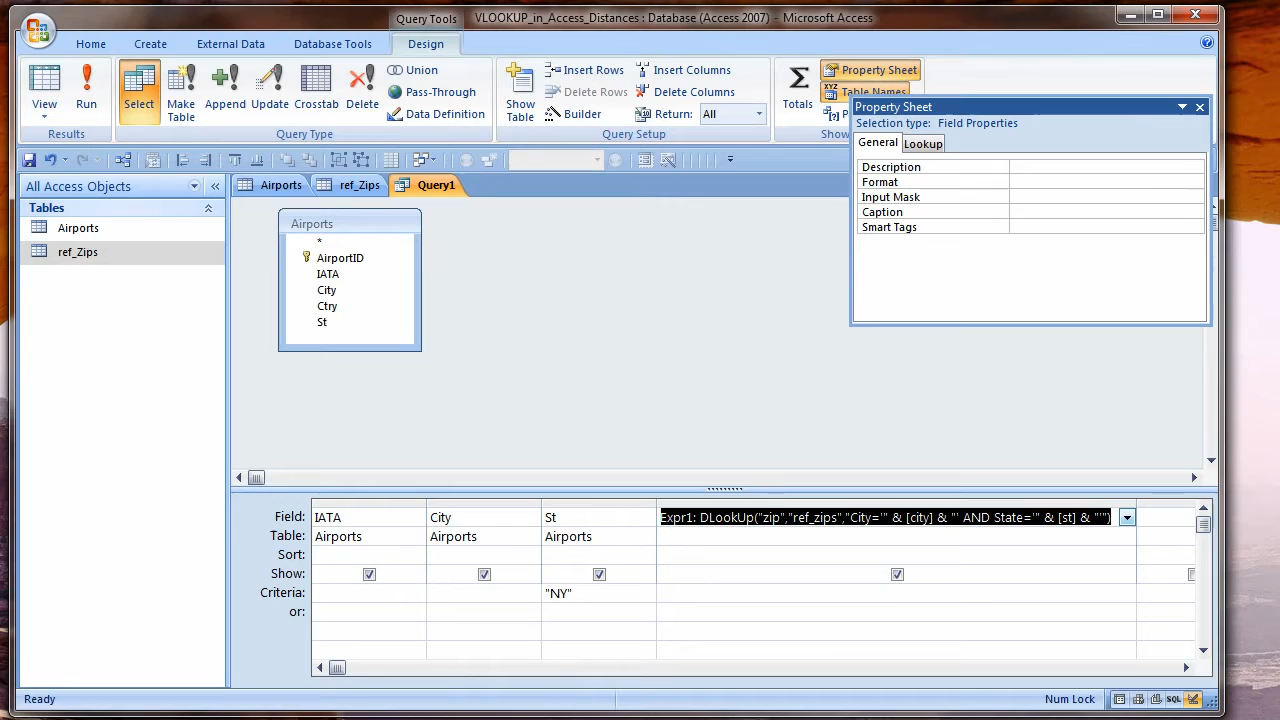 Query Tools
VLOOKUP_in_Access_Distances : Database (Access 2007) - Microsoft Access
Home Create External Data Database Tools Design
View
Run
Results
Select
Make Table
Append
Update
Crosstab
Delete
Union
Pass-Through
Data Definition
Query Type
Show Table
Insert Rows
Delete Rows
Builder
Insert Columns
Delete Columns
Return: All
Query Setup
Totals
Property Sheet
XYZ Table Names
Property Sheet
Selection type: Field Properties
General Lookup
Description
Format
Input Mask
Caption
Smart Tags
All Access Objects
Tables
Airports
ref_Zips
Airports ref_Zips Query1
Airports
*
AirportID
IATA
City
Ctry
St
Field: IATA City St Expr1: DLookUp("zip","ref_zips","City='" & [city] & "' AND State='" & [st] & "'")
Table: Airports Airports Airports
Sort:
Show:
Criteria: "NY"
or:
Ready
Num Lock
SQL